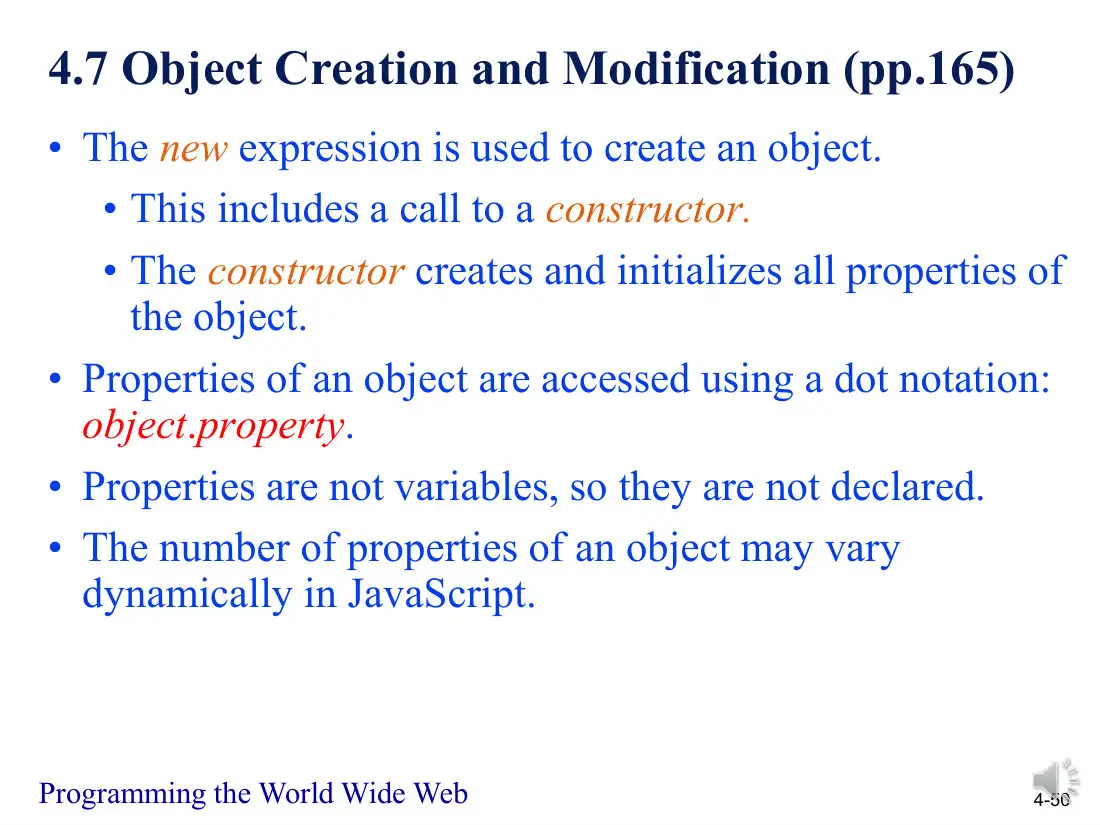 4.7 Object Creation and Modification (pp.165)
• The new expression is used to create an object.
• This includes a call to a constructor.
• The constructor creates and initializes all properties of
the object.
• Properties of an object are accessed using a dot notation:
object.property.
• Properties are not variables, so they are not declared.
• The number of properties of an object may vary
dynamically in JavaScript.
Programming the World Wide Web
4-50